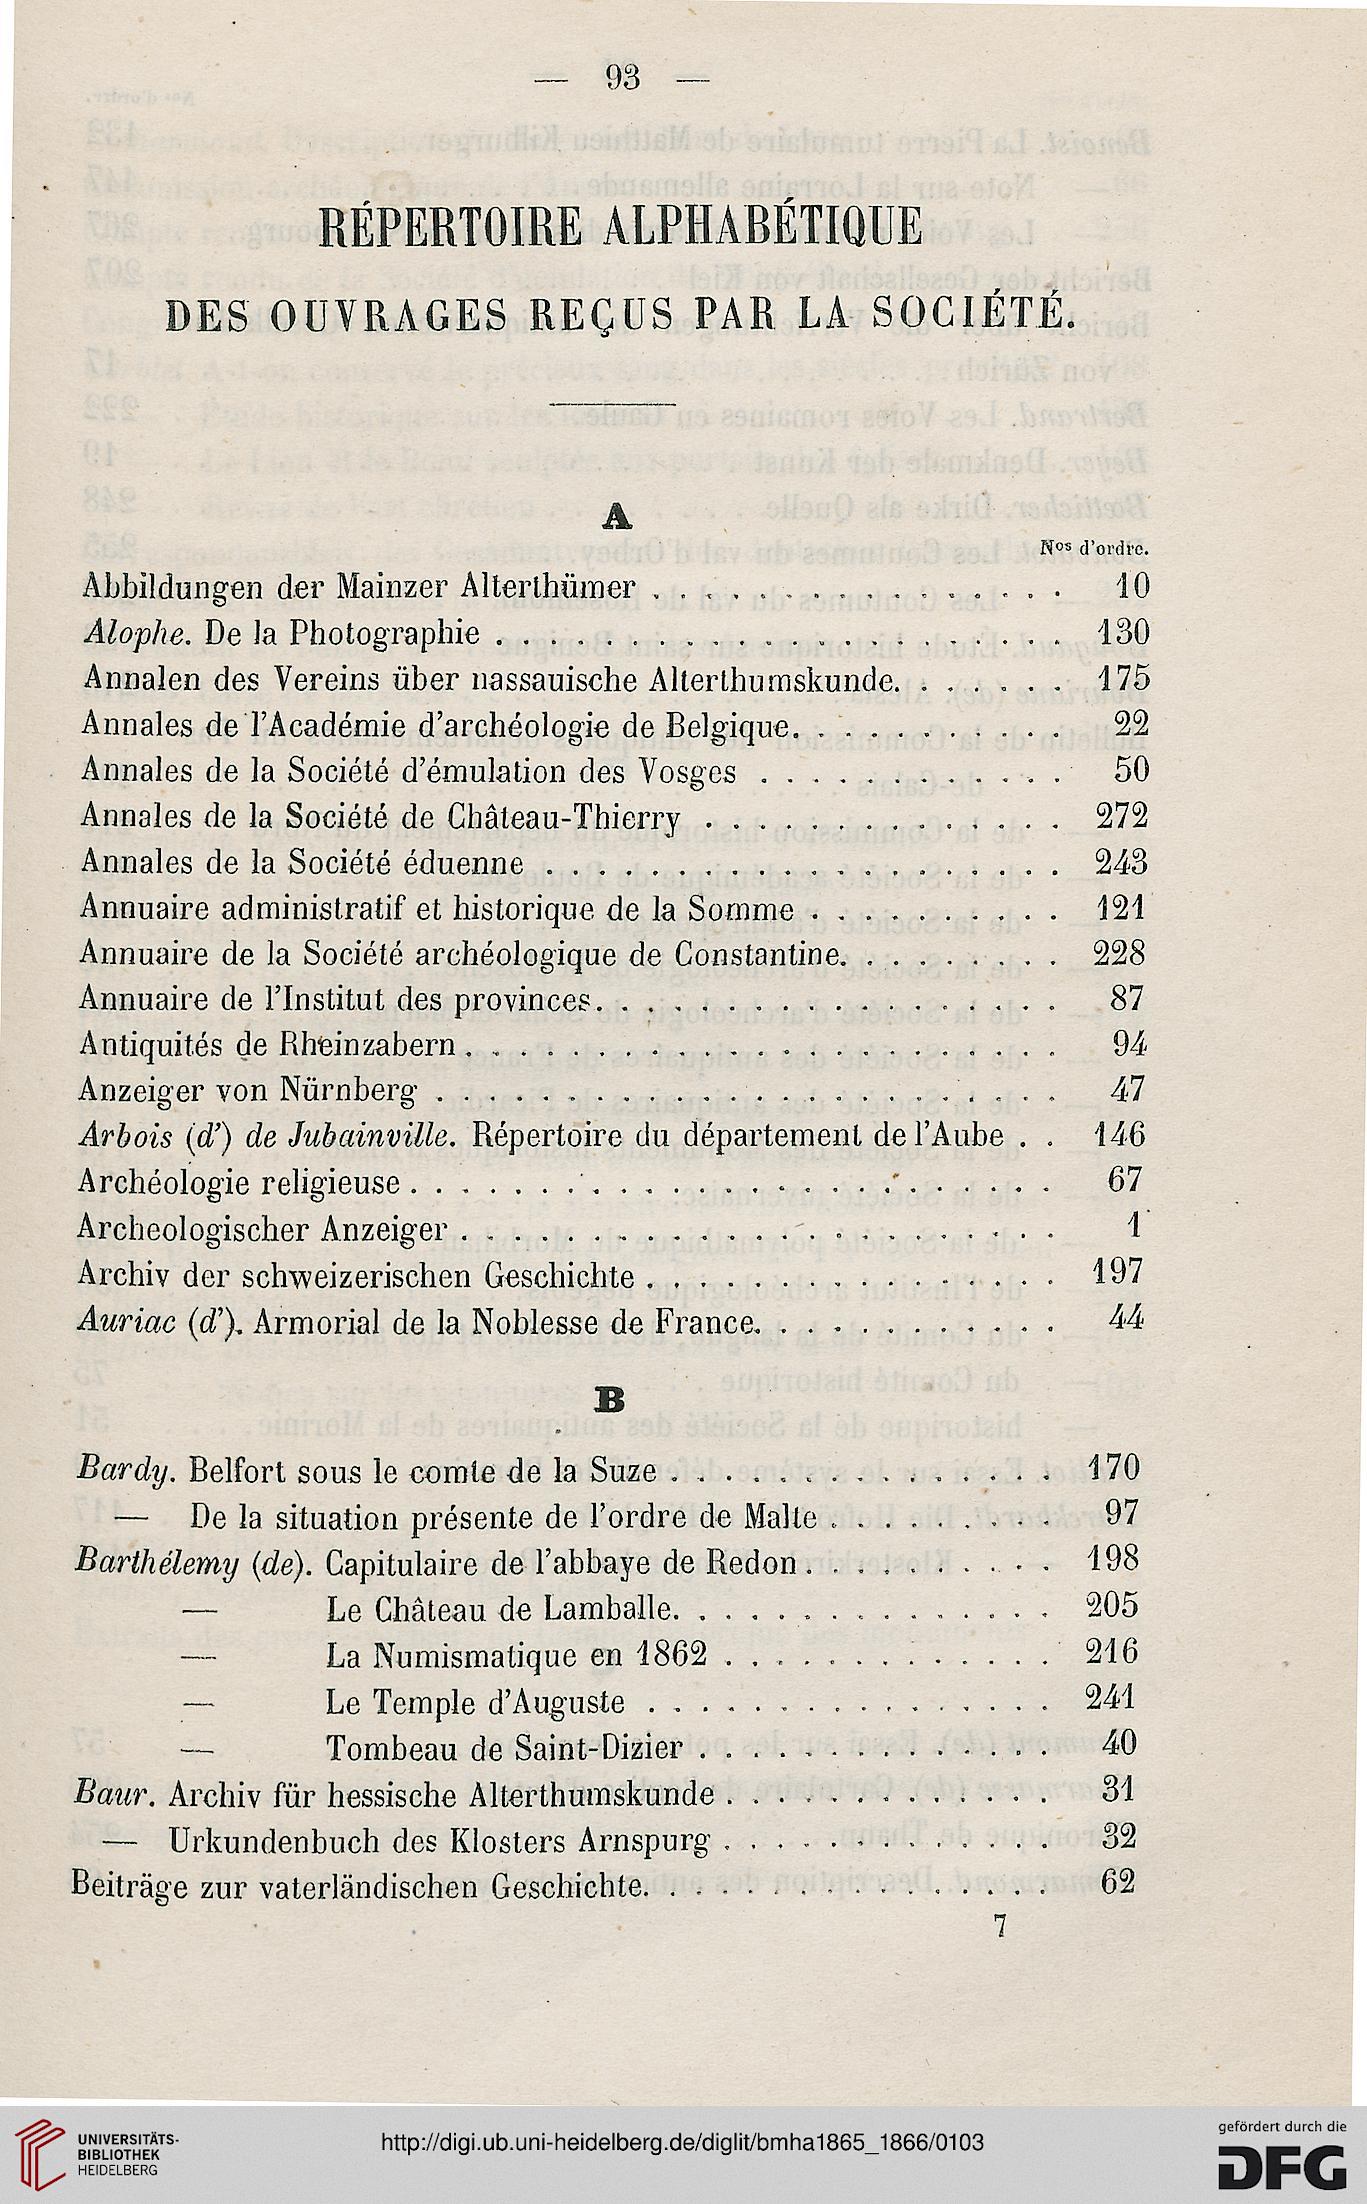 — 93 —
RÉPERTOIRE ALPHABÉTIQUE
DES OUVRAGES REÇUS PAR LA SOCIÉTÉ.
A
Nos d'ordre.
Abbildungen der Mainzer Alterthümer . . . . . . . . . . . . . . . . 10
Alophe. De la Photographie . . . . . . . . . . . . . . . . . . . . . . 130
Annalen des Vereins über nassauische Alterthumskunde. . . . . . . 175
Annales de l'Académie d'archéologie de Belgique. . . . . . . . . . . 22
Annales de la Société d'émulation des Vosges . . . . . . . . . . . . 50
Annales de la Société de Château-Thierry . . . . . . . . . . . . . . 272
Annales de la Société éduenne . . . . . . . . . . . . . . . . . . . . 243
Annuaire administratif et historique de la Somme . . . . . . . . . . 121
Annuaire de la Société archéologique de Constantine. . . . . . . . . 228
Annuaire de l'Institut des provinces. . . . . . . . . . . . . . . . . . 87
Antiquités de Rheinzabern . . . . . . . . . . . . . . . . . . . . . . . 94
Anzeiger von Nürnberg . . . . . . . . . . . . . . . . . . . . . . . . 47
Arbois (d') de Jubainville. Répertoire du département de l'Aube . . 146
Archéologie religieuse . . . . . . . . . . . . . . . . . . . . . . . . . 67
Archeologischer Anzeiger . . . . . . . . . . . . . . . . . . . . . . . 1
Archiv der schweizerischen Geschichte . . . . . . . . . . . . . . . . 197
Auriac (d'). Armorial de la Noblesse de France. . . . . . . . . . . . 44
B
Bardy. Belfort sous le comte de la Suze . . . . . . . . . . . . . . . 170
— De la situation présente de l'ordre de Malte . . . . . . . . . 97
Barthélemy (de). Capitulaire de l'abbaye de Redon . . . . . . . . . . 198
— Le Château de Lamballe. . . . . . . . . . . . . . . 205
— La Numismatique en 1862 . . . . . . . . . . . . . 216
— Le Temple d'Auguste . . . . . . . . . . . . . . . . 241
— Tombeau de Saint-Dizier . . . . . . . . . . . . . . 40
Baur. Archiv für hessische Alterthumskunde . . . . . . . . . . . . . 31
— Urkundenbuch des Klosters Arnspurg . . . . . . . . . . . . . 32
Beiträge zur vaterländischen Geschichte. . . . . . . . . . . . . . . . 62
7
UNIVERSITÄTS-
BIBLIOTHEK
HEIDELBERG
http://digi.ub.uni-heidelberg.de/diglit/bmha1865_1866/0103
gefördert durch die
DFG